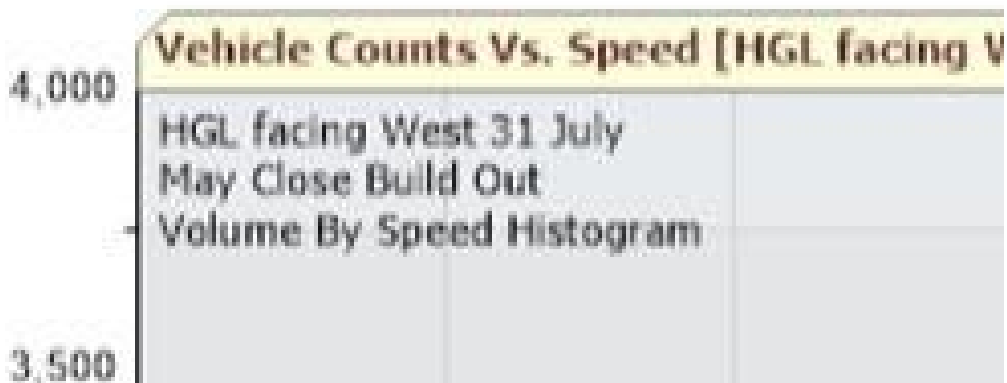 Vehicle Counts Vs. Speed [HGL facing
4,000
HGL facing West 31 July
May Close Build Out
Volume By Speed Histogram
3,500